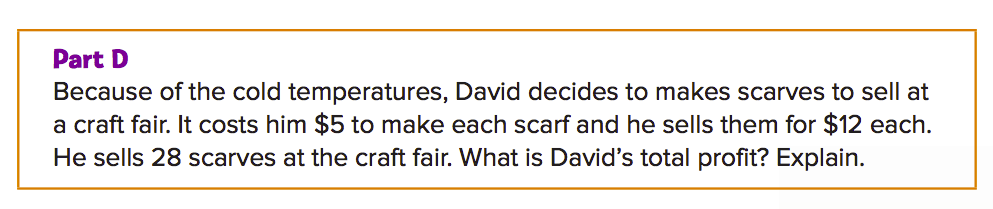 Part D
Because of the cold temperatures, David decides to makes scarves to sell at
a craft fair. It costs him $5 to make each scarf and he sells them for $12 each.
He sells 28 scarves at the craft fair. What is David’s total profit? Explain.